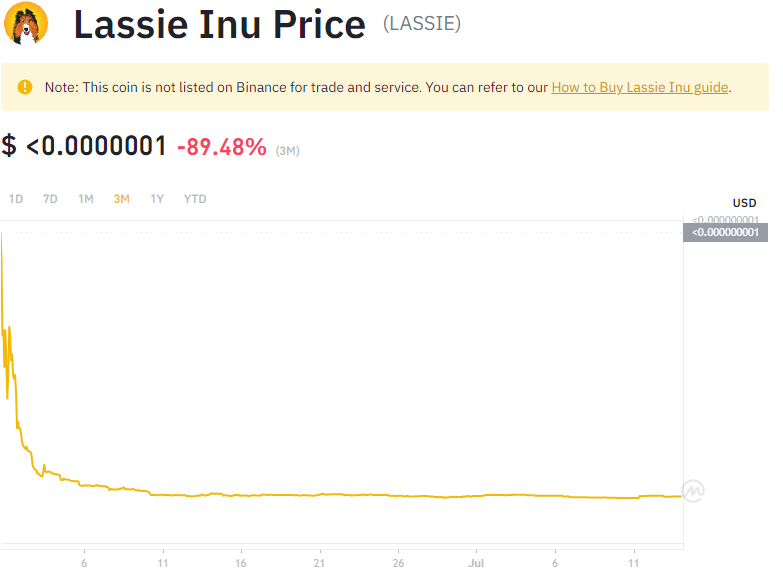 Lassie Inu Price (LASSIE)
Note: This coin is not listed on Binance for trade and service. You can refer to our How to Buy Lassie Inu guide.
$ <0.0000001 -89.48% (3M)
1D 7D 1M 3M 1Y YTD
USD
<0.000000001
<0.000000001
6 11 16 21 26 Jul 6 11